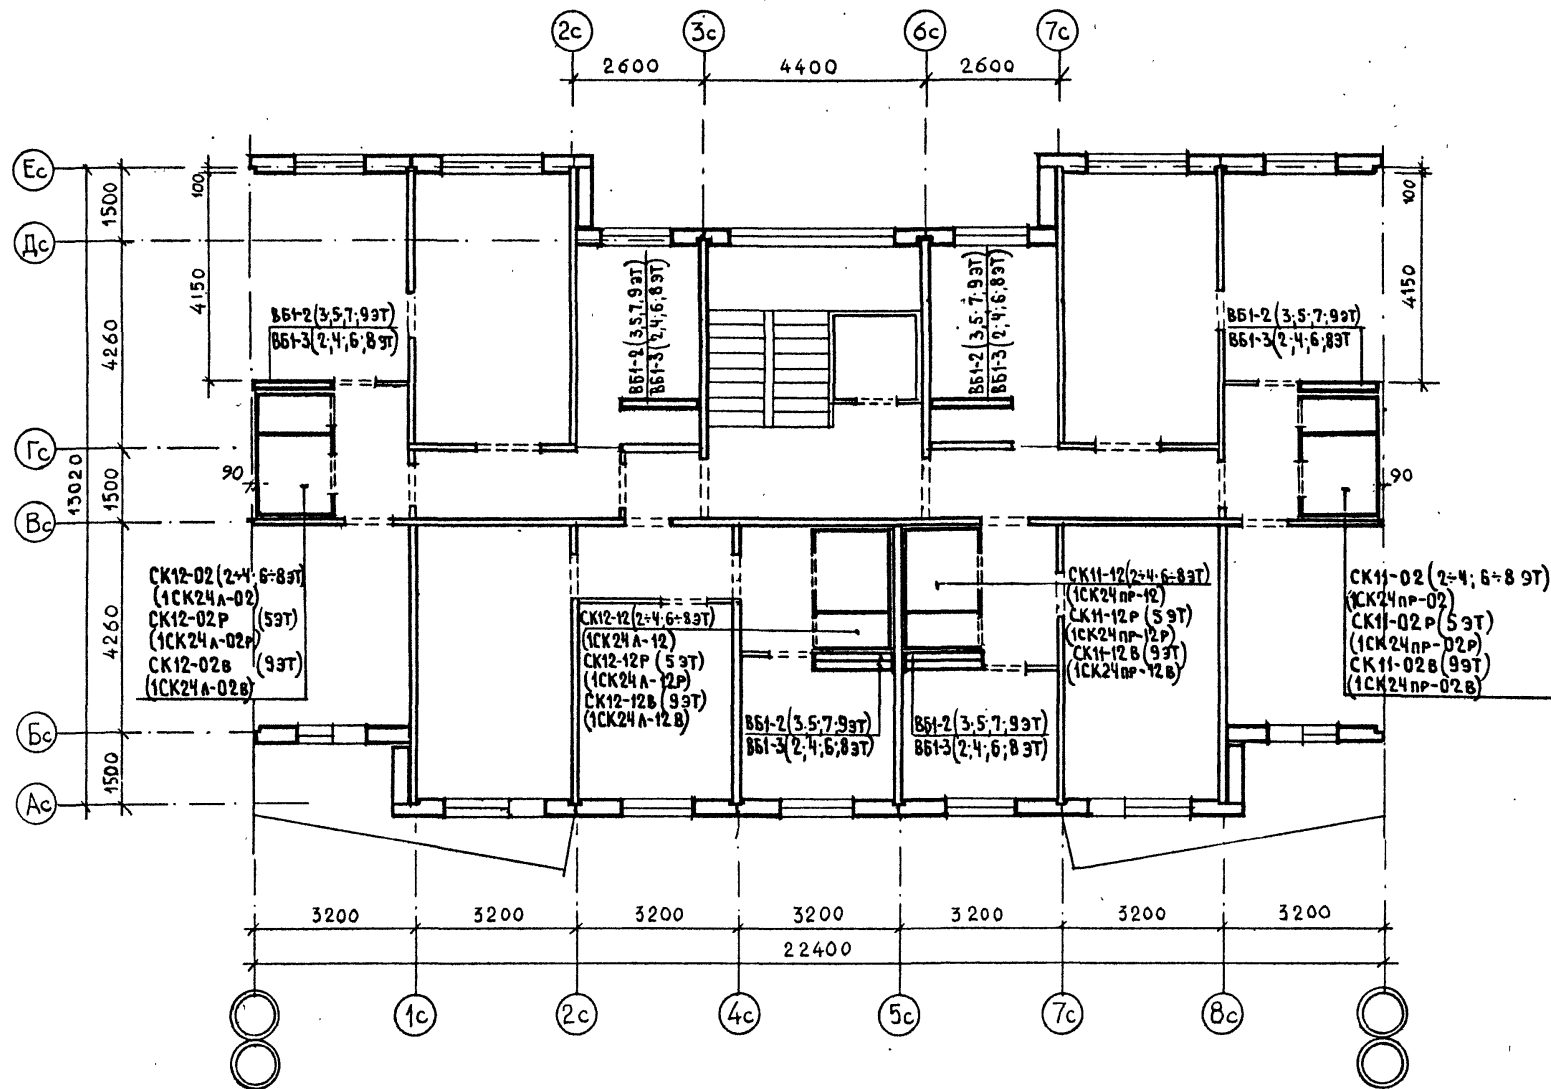 2с 3с 6с 7с
2600 4400 2600
Ес
Дс
Гс
Вс
Бс
Ас
100
1500
4150
4260
13020
1500
4260
1500
90
100
4150
90
ВБ1-2(3;5;7;9ЭТ)
ВБ1-3(2;4;6;8ЭТ)
ВБ1-2 (3,5,7,9ЭТ)
ВБ1-3(2,4,6,8ЭТ)
ВБ1-2 (3,5·7·9ЭТ)
ВБ1-3 (2,4;6;8ЭТ)
ВБ1-2(3;5;7;9ЭТ)
ВБ1-3(2;4;6;8ЭТ
СК12-02(2÷4;6÷8ЭТ)
(1СК24Л-02)
СК12-02Р (5ЭТ)
(1СК24Л-02Р)
СК12-02В (9ЭТ)
(1СК24Л-02В)
СК12-12(2÷4;6÷8ЭТ)
(1СК24Л-12)
СК12-12Р (5ЭТ)
(1СК24Л-12Р)
СК12-12В(9ЭТ)
(1СК24Л-12В)
ВБ1-2(3.5;7;9ЭТ)
ВБ1-3(2;4;6;8ЭТ)
ВБ1-2(3;5;7;9ЭТ)
ВБ1-3(2;4;6;8ЭТ)
СК11-12(2÷4;6÷8ЭТ)
(1СК24пр-12)
СК11-12Р (5ЭТ)
(1СК24пр-12Р)
СК11-12В(9ЭТ)
(1СК24пр-12В)
СК11-02(2÷4;6÷8ЭТ)
(1СК24пр-02)
СК11-02Р(5ЭТ)
(1СК24пр-02Р)
СК11-02В(9ЭТ)
(1СК24пр-02В)
3200 3200 3200 3200 3200 3200 3200
22400
1с 2с 4с 5с 7с 8с